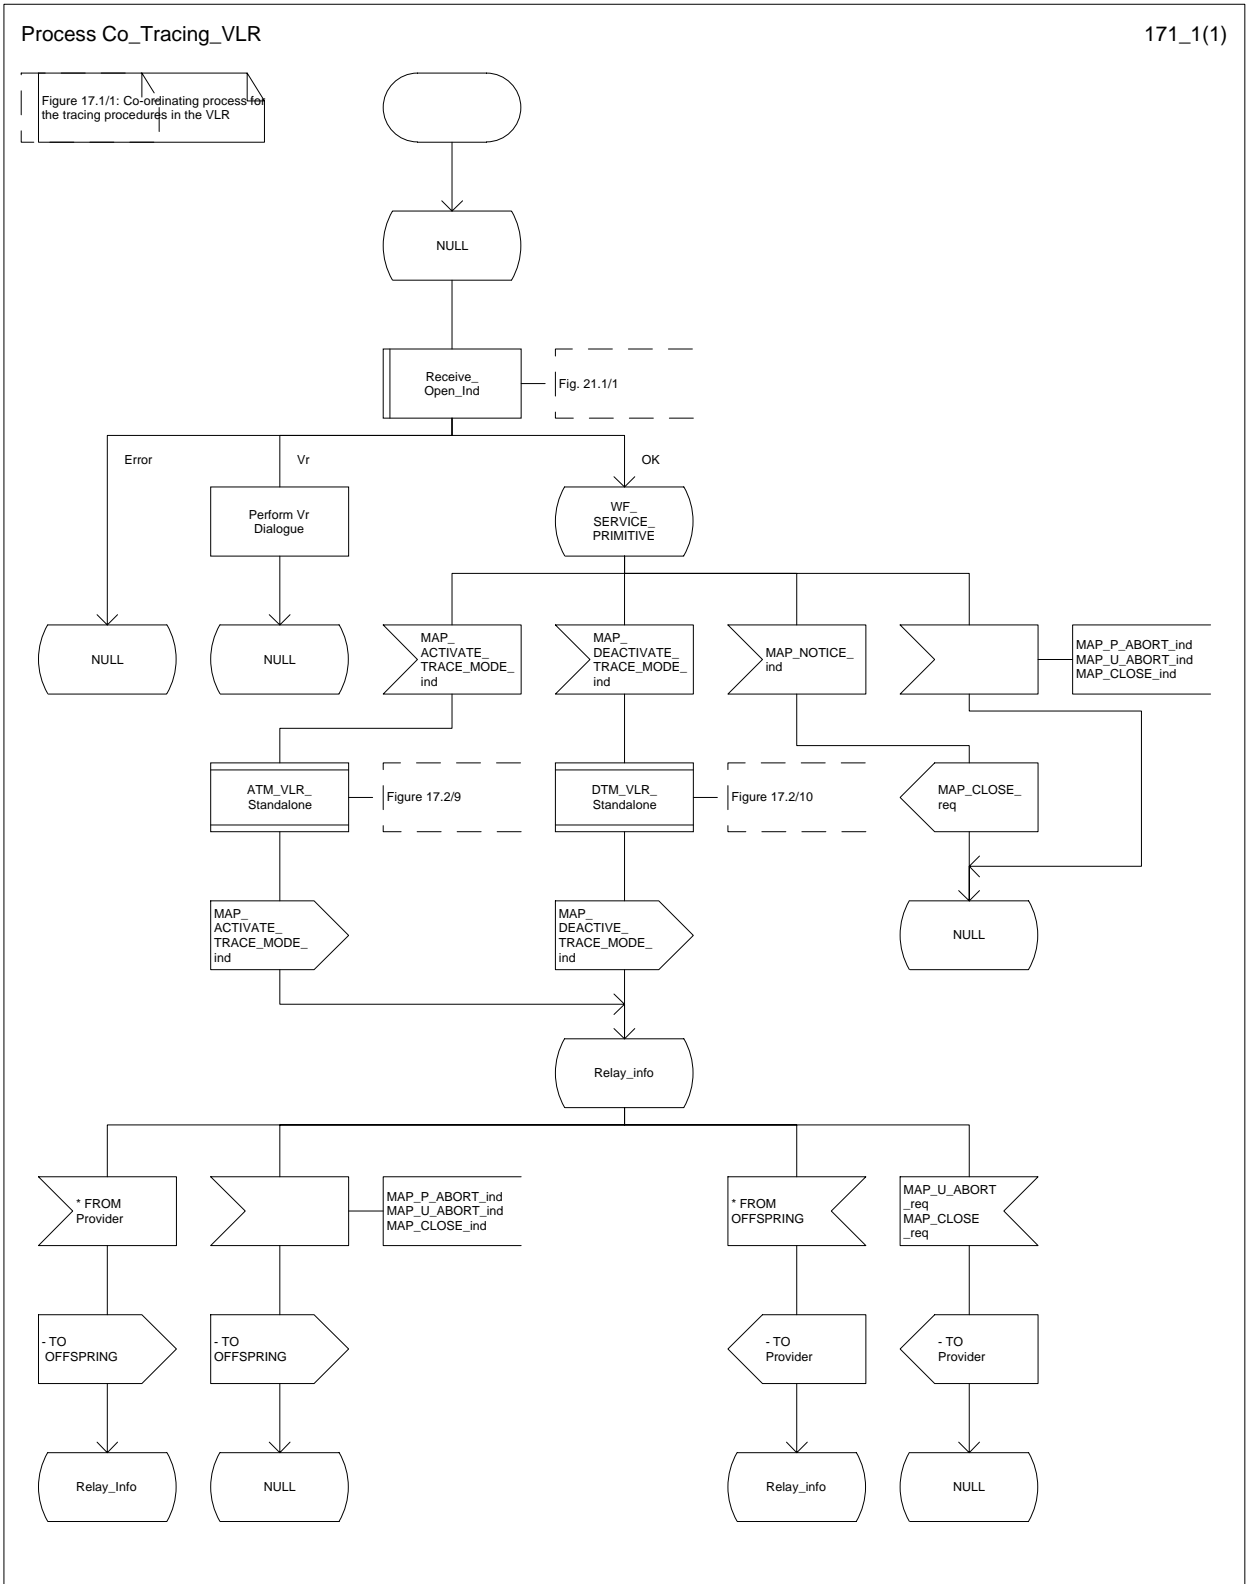 Process Co_Tracing_VLR
171_1(1)
Figure 17.1/1: Co-ordinating process for
the tracing procedures in the VLR
NULL
Receive_
Open_Ind
Fig. 21.1/1
Error
Vr
OK
Perform Vr
Dialogue
WF_
SERVICE_
PRIMITIVE
NULL
NULL
MAP_
ACTIVATE_
TRACE_MODE_
ind
MAP_
DEACTIVATE_
TRACE_MODE_
ind
MAP_NOTICE_
ind
MAP_P_ABORT_ind
MAP_U_ABORT_ind
MAP_CLOSE_ind
ATM_VLR_
Standalone
Figure 17.2/9
DTM_VLR_
Standalone
Figure 17.2/10
MAP_CLOSE_
req
MAP_
ACTIVATE_
TRACE_MODE_
ind
MAP_
DEACTIVE_
TRACE_MODE_
ind
NULL
Relay_info
* FROM
Provider
MAP_P_ABORT_ind
MAP_U_ABORT_ind
MAP_CLOSE_ind
* FROM
OFFSPRING
MAP_U_ABORT
_req
MAP_CLOSE
_req
- TO
OFFSPRING
- TO
OFFSPRING
- TO
Provider
- TO
Provider
Relay_Info
NULL
Relay_info
NULL